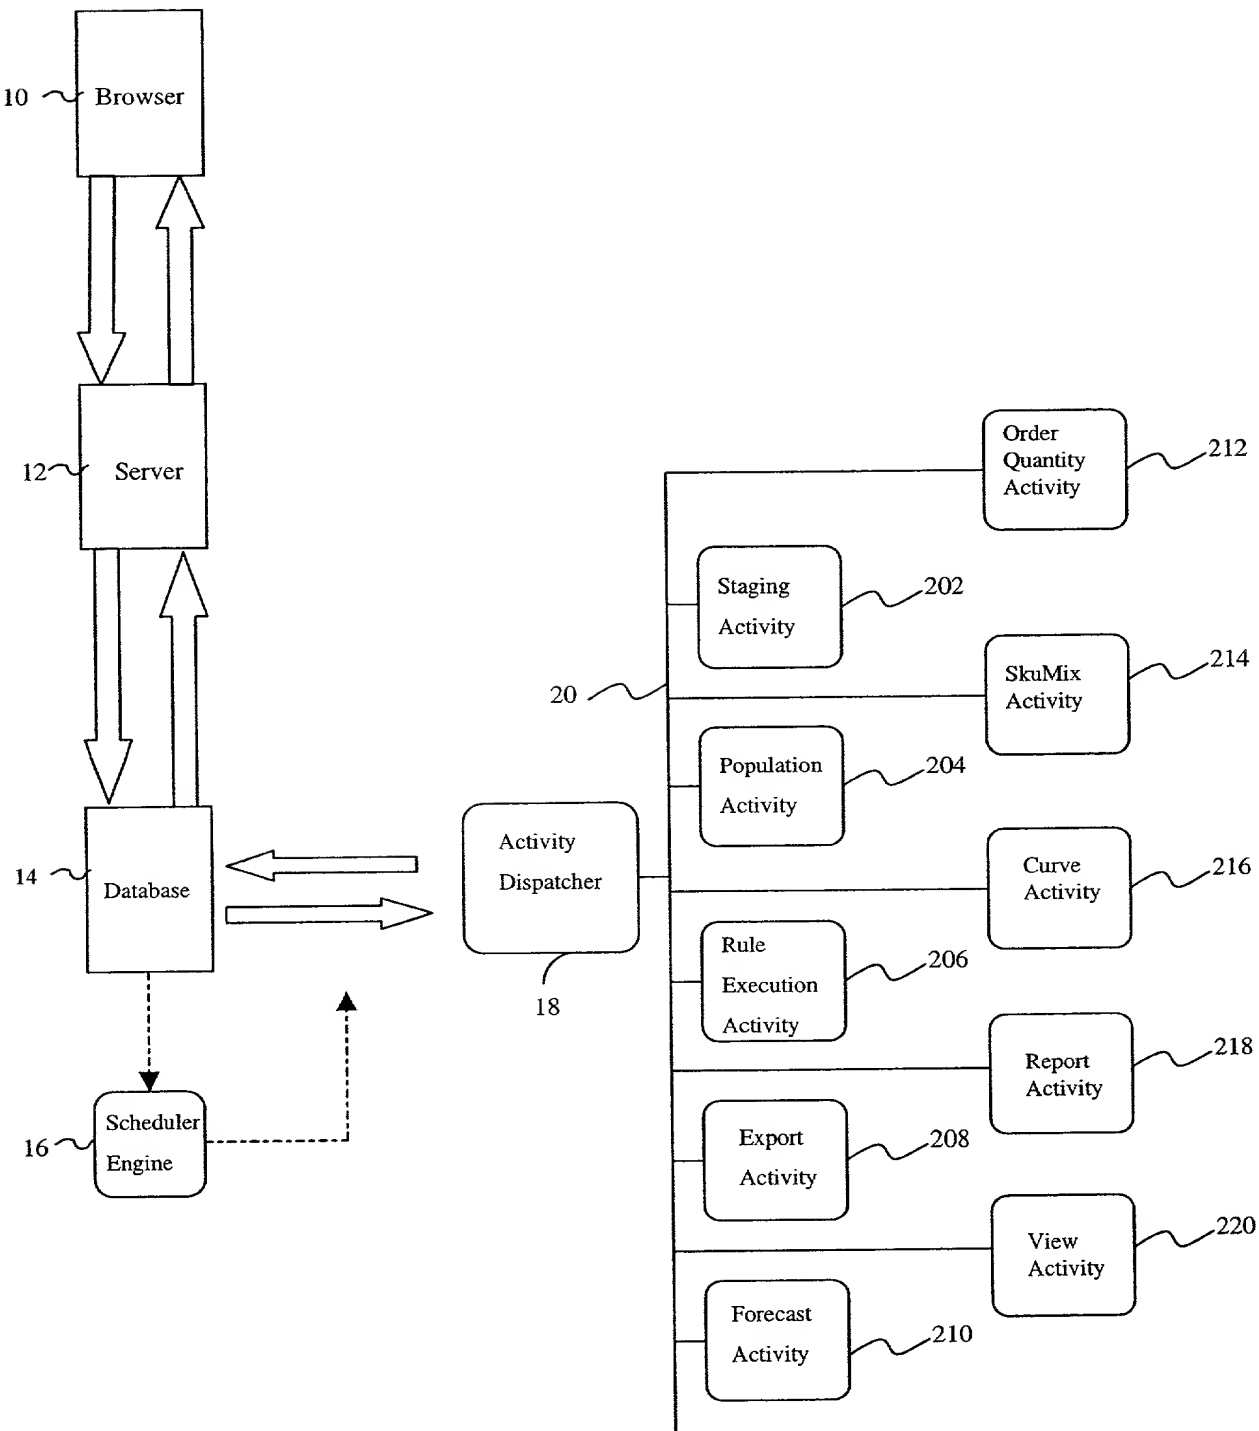 10
Browser
12
Server
14
Database
16
Scheduler
Engine
Activity
Dispatcher
18
20
Order
Quantity
Activity
212
Staging
Activity
202
SkuMix
Activity
214
Population
Activity
204
Curve
Activity
216
Rule
Execution
Activity
206
Report
Activity
218
Export
Activity
208
View
Activity
220
Forecast
Activity
210